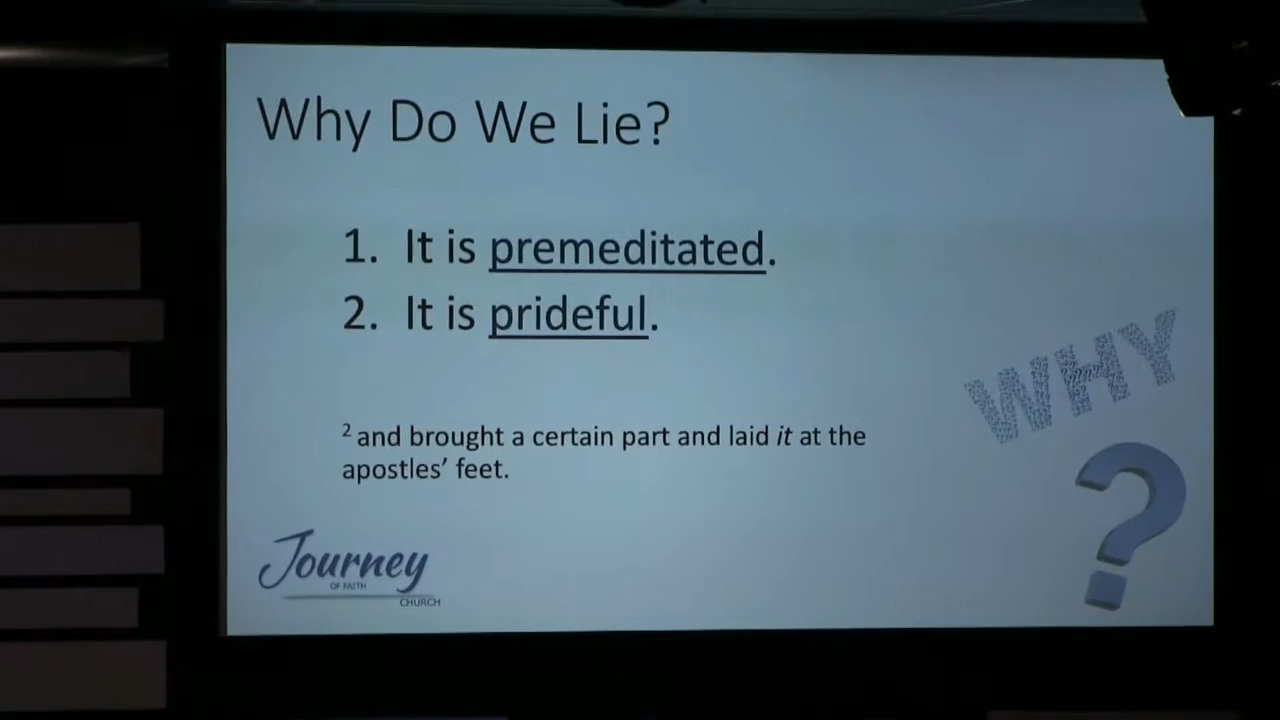 Why Do We Lie?
1. It is premeditated.
2. It is prideful.
2 and brought a certain part and laid it at the
apostles’ feet.
WHY
?
Journey
OF FAITH
CHURCH